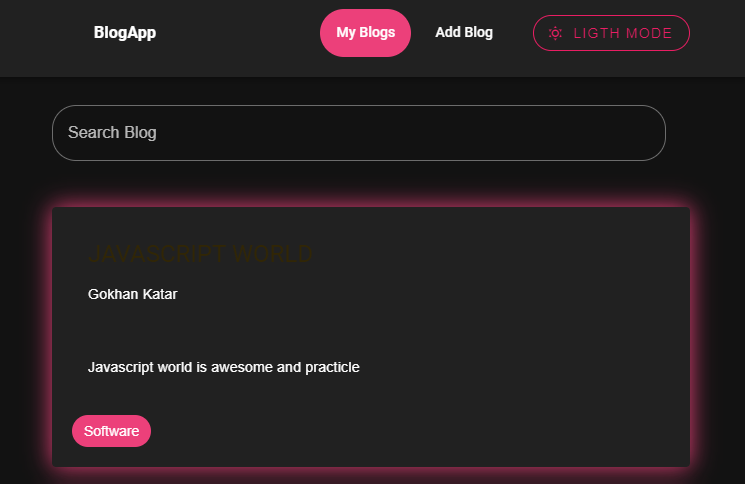 BlogApp
My Blogs
Add Blog
LIGTH MODE
Search Blog
JAVASCRIPT WORLD
Gokhan Katar
Javascript world is awesome and practicle
Software